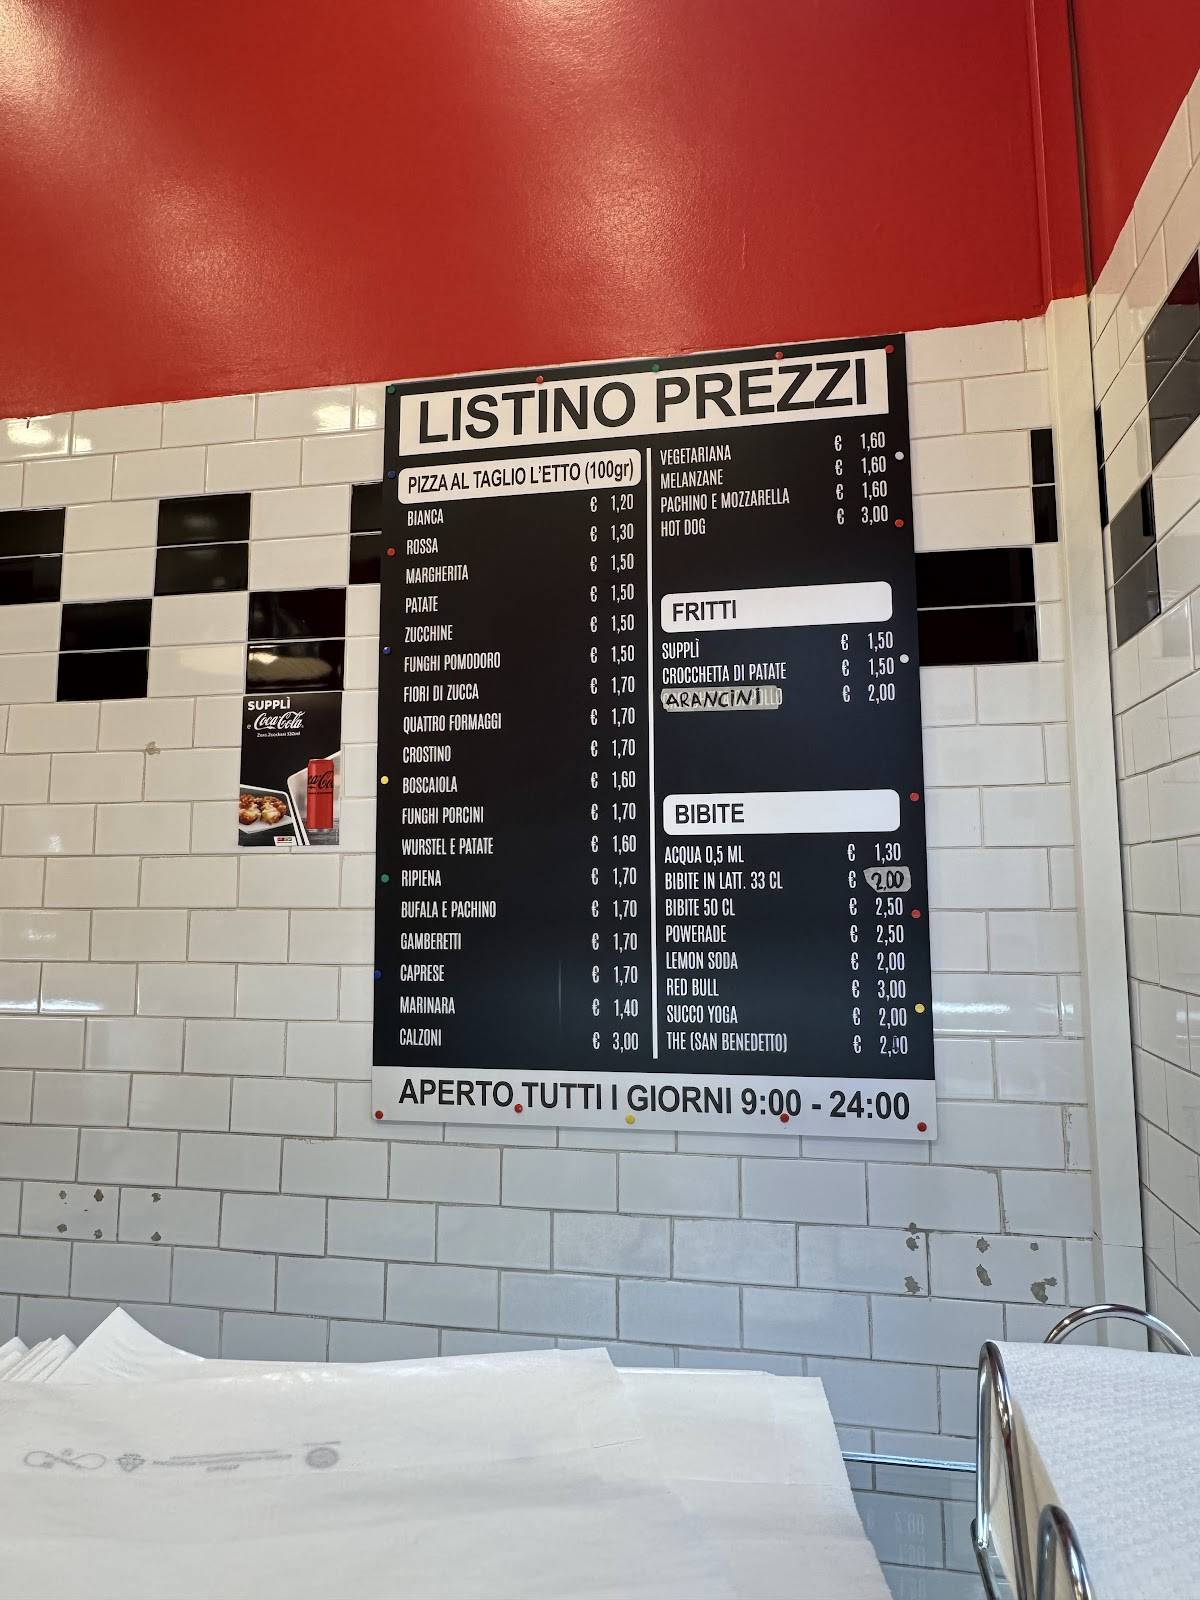 LISTINO PREZZI
PIZZA AL TAGLIO L'ETTO (100gr)
BIANCA € 1,20
ROSSA € 1,30
MARGHERITA € 1,50
PATATE € 1,50
ZUCCHINE € 1,50
FUNGHI POMODORO € 1,50
FIORI DI ZUCCA € 1,70
QUATTRO FORMAGGI € 1,70
CROSTINO € 1,70
BOSCAIOLA € 1,60
FUNGHI PORCINI € 1,70
WURSTEL E PATATE € 1,60
RIPIENA € 1,70
BUFALA E PACHINO € 1,70
GAMBERETTI € 1,70
CAPRESE € 1,70
MARINARA € 1,40
CALZONI € 3,00
VEGETARIANA € 1,60
MELANZANE € 1,60
PACHINO E MOZZARELLA € 1,60
HOT DOG € 3,00
FRITTI
SUPPLÌ € 1,50
CROCCHETTA DI PATATE € 1,50
ARANCINI € 2,00
BIBITE
ACQUA 0,5 ML € 1,30
BIBITE IN LATT. 33 CL € 2,00
BIBITE 50 CL € 2,50
POWERADE € 2,50
LEMON SODA € 2,00
RED BULL € 3,00
SUCCO YOGA € 2,00
THE (SAN BENEDETTO) € 2,00
APERTO TUTTI I GIORNI 9:00 - 24:00
SUPPLÌ
e Coca-Cola
Zero Zuccheri 330ml